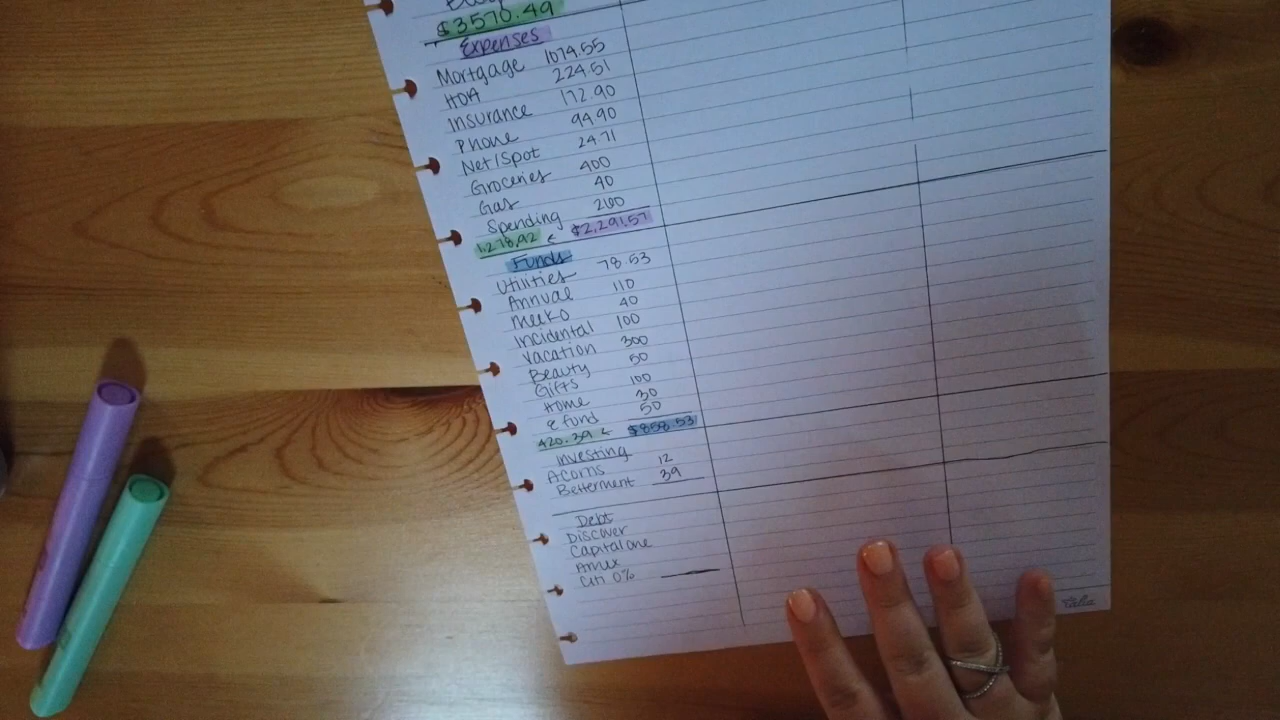 $3570.49
Expenses
Mortgage 1074.55
HOA 224.51
Insurance 172.90
Phone 94.90
Net/Spot 24.71
Groceries 400
Gas 40
Spending 200
1,278.92 < $2,291.57
Funds
Utilities 78.53
Annual 110
Meeko 40
Incidental 100
Vacation 300
Beauty 50
Gifts 100
Home 30
e fund 50
420.39 < $858.53
Investing
Acorns 12
Betterment 39
Debt
Discover
Capital one
Amex
Citi 0%